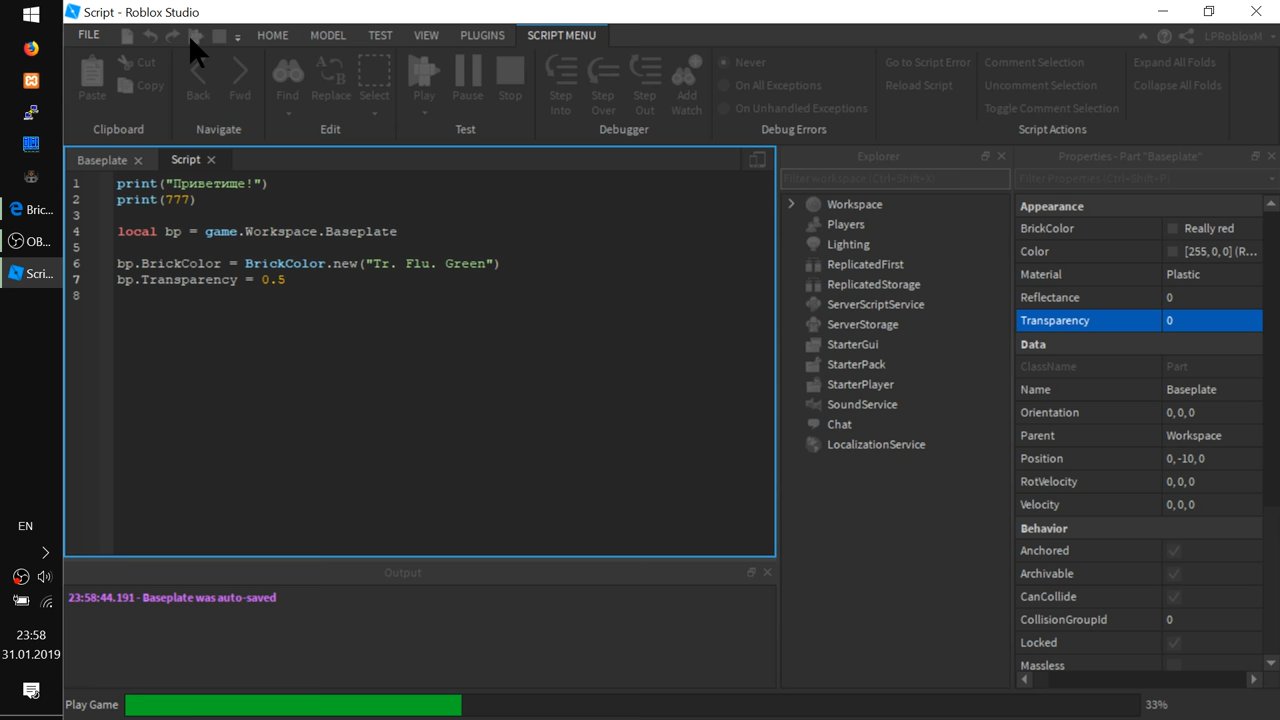 Script - Roblox Studio
FILE
HOME
MODEL
TEST
VIEW
PLUGINS
SCRIPT MENU
LPRobloxM
Paste
Cut
Copy
Clipboard
Back
Fwd
Navigate
Find
Replace
Select
Edit
Play
Pause
Stop
Test
Step Into
Step Over
Step Out
Add Watch
Debugger
Never
On All Exceptions
On Unhandled Exceptions
Debug Errors
Go to Script Error
Reload Script
Comment Selection
Uncomment Selection
Toggle Comment Selection
Expand All Folds
Collapse All Folds
Script Actions
Baseplate
Script
1 print("Приветище!")
2 print(777)
3
4 local bp = game.Workspace.Baseplate
5
6 bp.BrickColor = BrickColor.new("Tr. Flu. Green")
7 bp.Transparency = 0.5
8
Output
23:58:44.191 - Baseplate was auto-saved
Play Game
33%
Explorer
Filter workspace (Ctrl+Shift+X)
Workspace
Players
Lighting
ReplicatedFirst
ReplicatedStorage
ServerScriptService
ServerStorage
StarterGui
StarterPack
StarterPlayer
SoundService
Chat
LocalizationService
Properties - Part "Baseplate"
Filter Properties (Ctrl+Shift+P)
Appearance
BrickColor Really red
Color [255, 0, 0] (R...
Material Plastic
Reflectance 0
Transparency 0
Data
ClassName Part
Name Baseplate
Orientation 0, 0, 0
Parent Workspace
Position 0, -10, 0
RotVelocity 0, 0, 0
Velocity 0, 0, 0
Behavior
Anchored
Archivable
CanCollide
CollisionGroupId 0
Locked
Massless
Bric...
OB...
Scri...
EN
23:58
31.01.2019